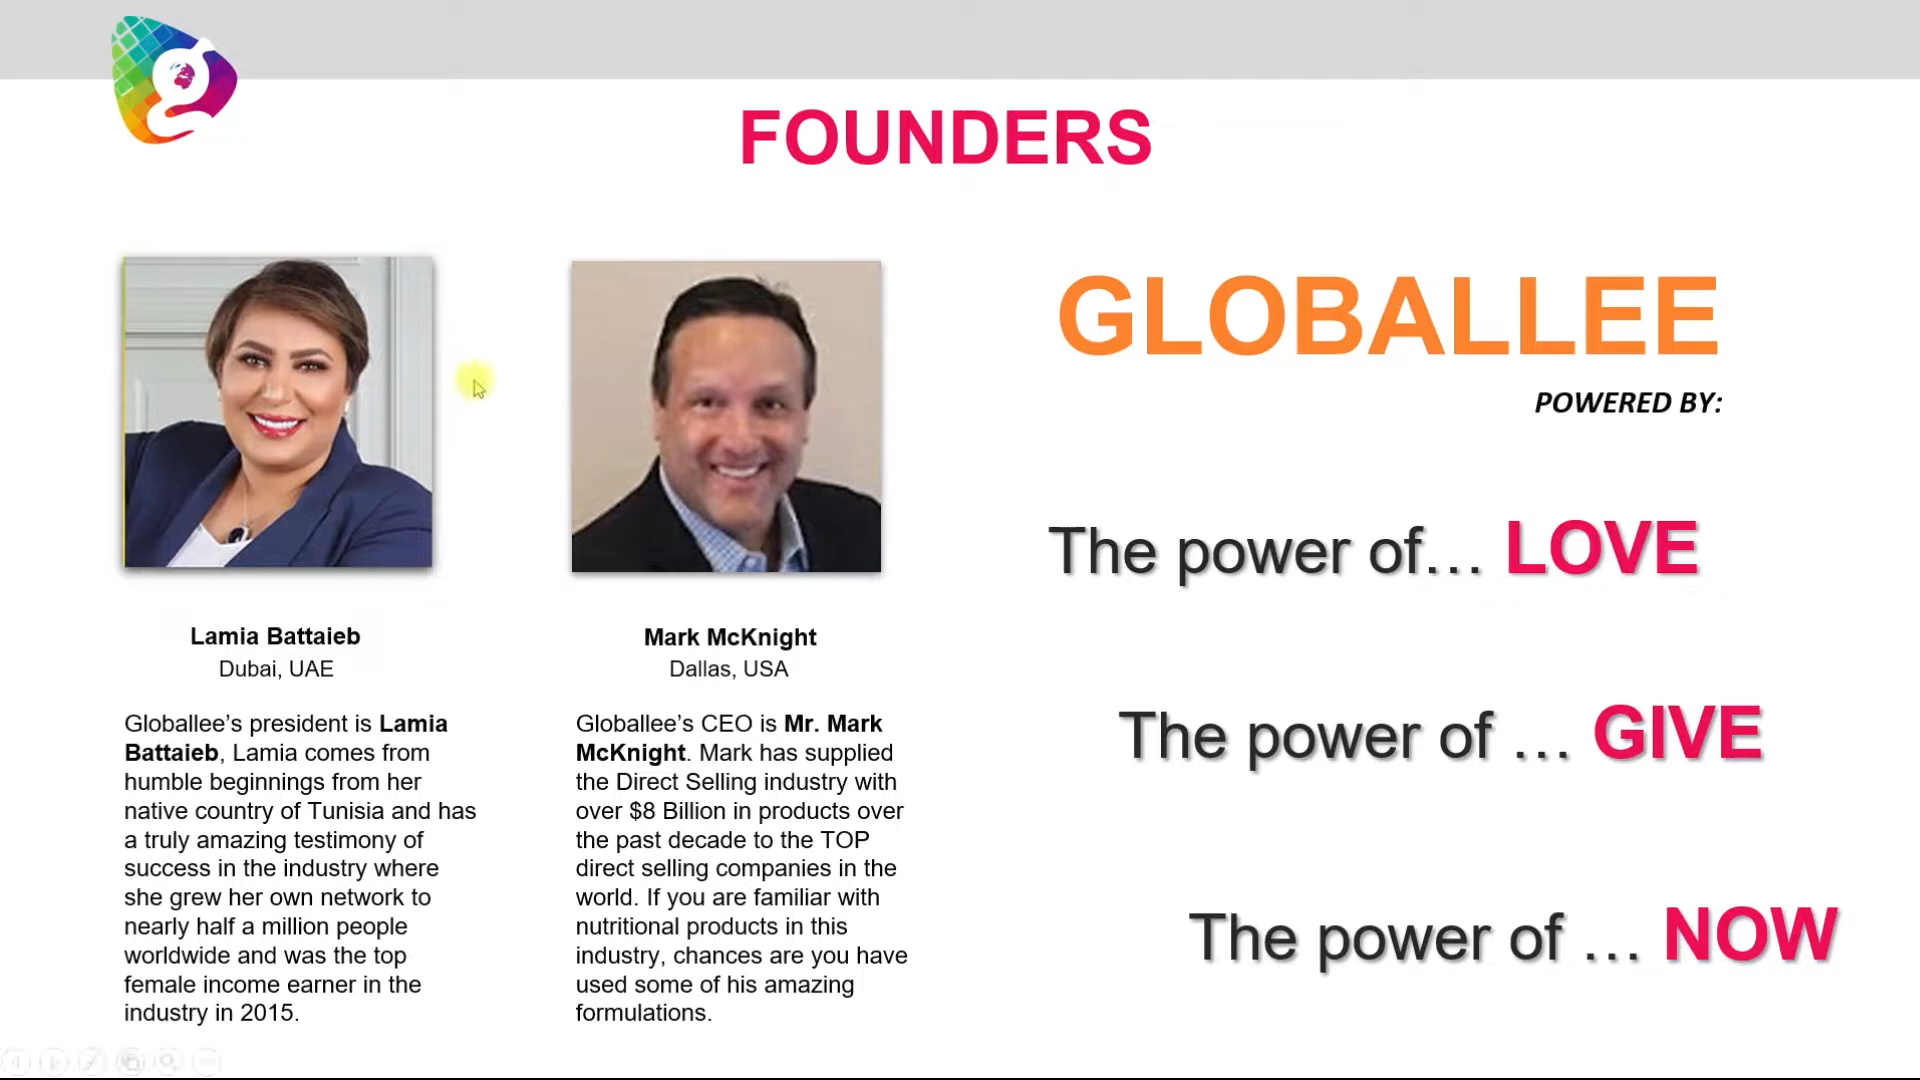 FOUNDERS
Lamia Battaieb
Dubai, UAE
Globallee’s president is Lamia
Battaieb, Lamia comes from
humble beginnings from her
native country of Tunisia and has
a truly amazing testimony of
success in the industry where
she grew her own network to
nearly half a million people
worldwide and was the top
female income earner in the
industry in 2015.
Mark McKnight
Dallas, USA
Globallee’s CEO is Mr. Mark
McKnight. Mark has supplied
the Direct Selling industry with
over $8 Billion in products over
the past decade to the TOP
direct selling companies in the
world. If you are familiar with
nutritional products in this
industry, chances are you have
used some of his amazing
formulations.
GLOBALLEE
POWERED BY:
The power of… LOVE
The power of … GIVE
The power of … NOW